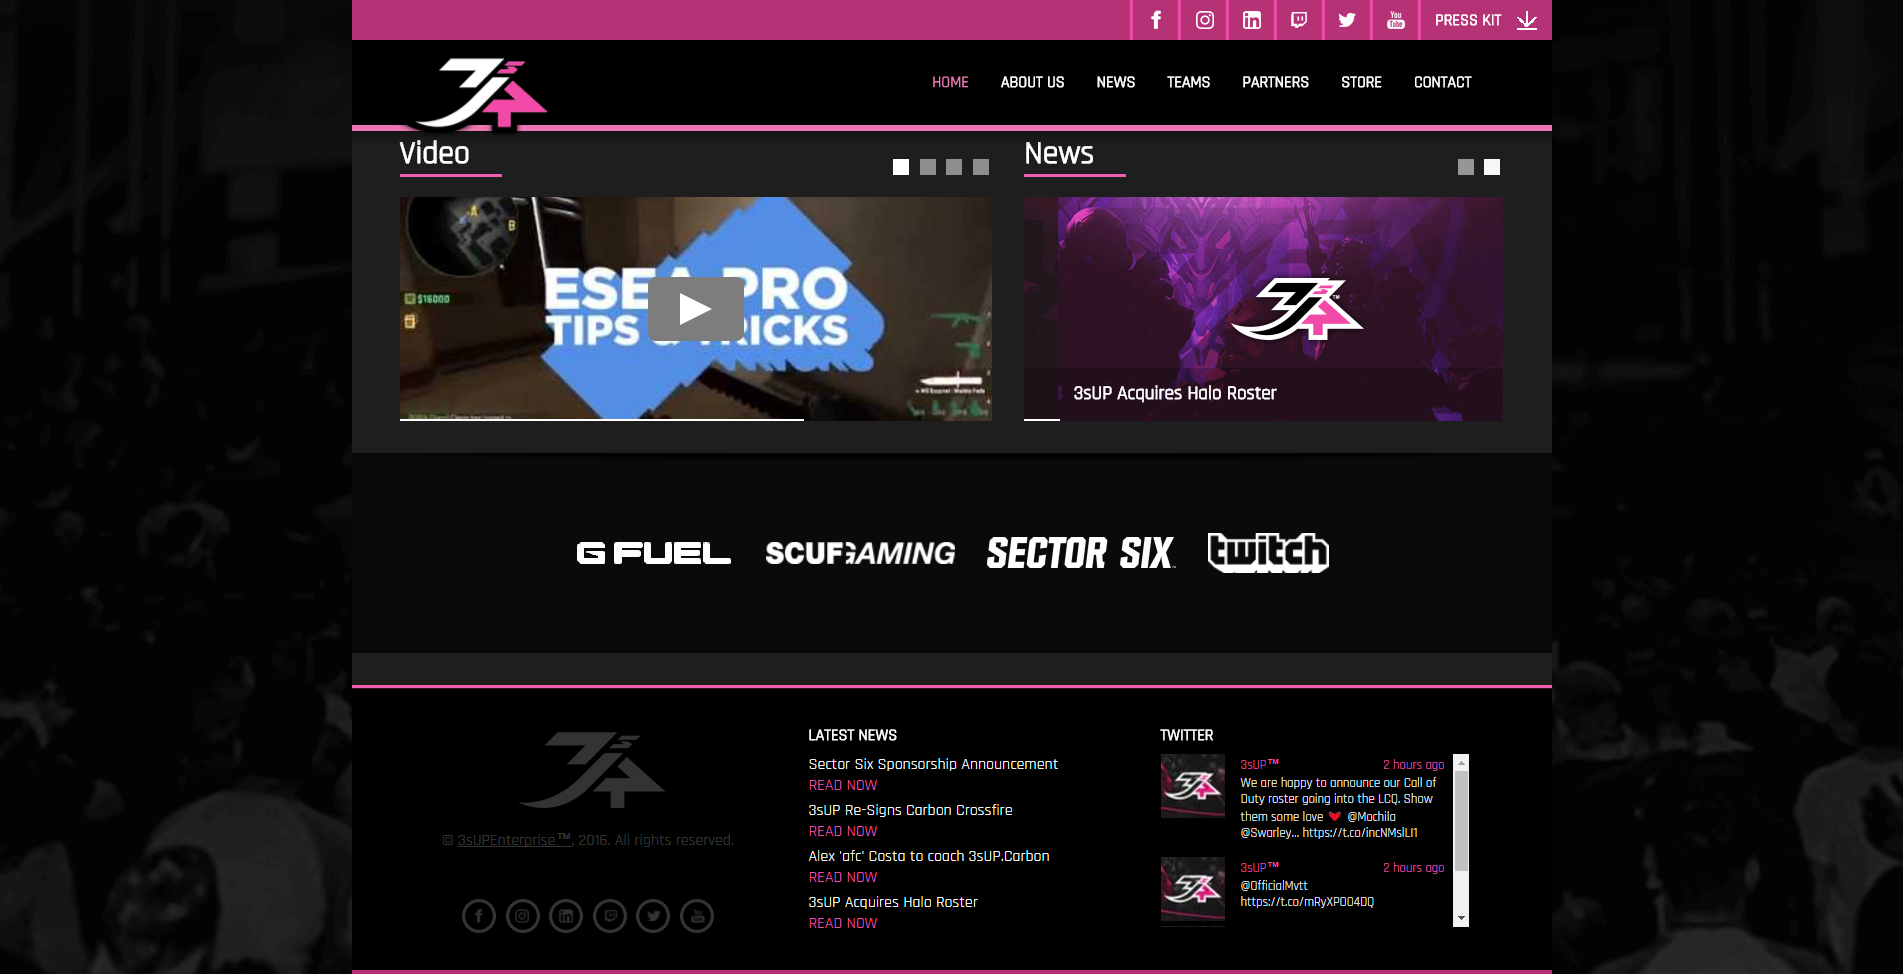 PRESS KIT
HOME ABOUT US NEWS TEAMS PARTNERS STORE CONTACT
Video
News
A
B
$16000
ESEA PRO
TIPS & TRICKS
3sUP Acquires Halo Roster
G FUEL
SCUF GAMING
SECTOR SIX
twitch
LATEST NEWS
Sector Six Sponsorship Announcement
READ NOW
3sUP Re-Signs Carbon Crossfire
READ NOW
Alex 'afc' Costa to coach 3sUP.Carbon
READ NOW
3sUP Acquires Halo Roster
READ NOW
TWITTER
3sUP™ 2 hours ago
We are happy to announce our Call of
Duty roster going into the LCQ. Show
them some love ❤ @Mochila
@Swarley... https://t.co/incNMslLI1
3sUP™ 2 hours ago
@OfficialMvtt
https://t.co/mRyXPOO4DQ
© 3sUPEnterprise™, 2016. All rights reserved.